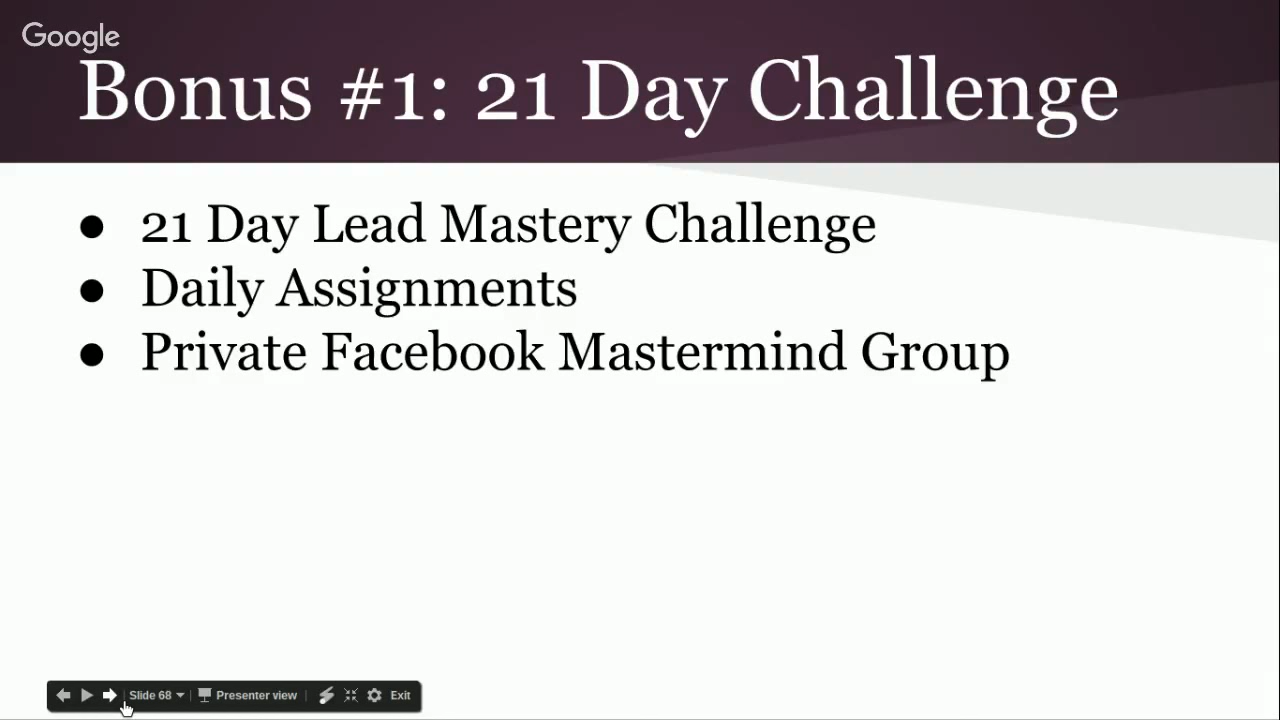 Google
Bonus #1: 21 Day Challenge
● 21 Day Lead Mastery Challenge
● Daily Assignments
● Private Facebook Mastermind Group
Slide 68 Presenter view Exit